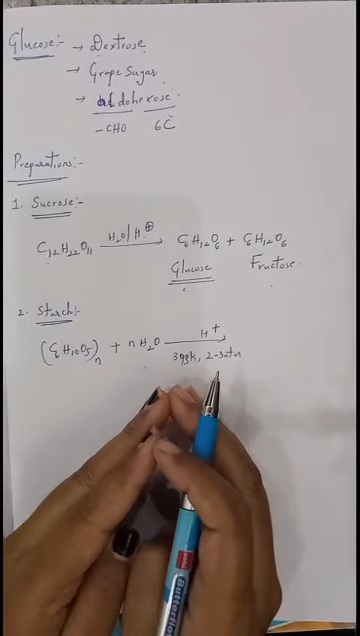 Glucose:- → Dextrose
→ Grape Sugar
→ aldohexose.
-CHO 6C
Preparations:-
1. Sucrose:-
C12H22O11 H2O/H⊕ → C6H12O6 + C6H12O6
Glucose Fructose.
2. Starch:-
(C6H10O5)n + nH2O H+ →
393k, 2-3atm